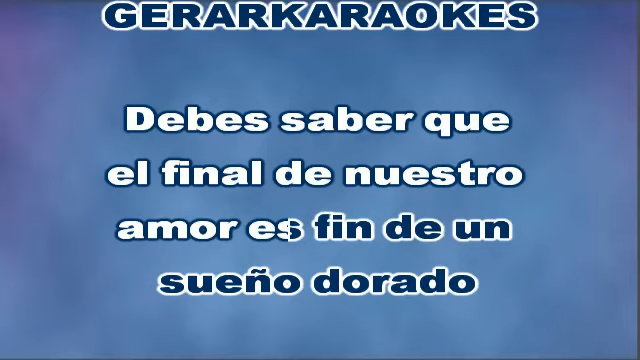 GERARKARAOKES
Debes saber que
el final de nuestro
amor es fin de un
sueño dorado